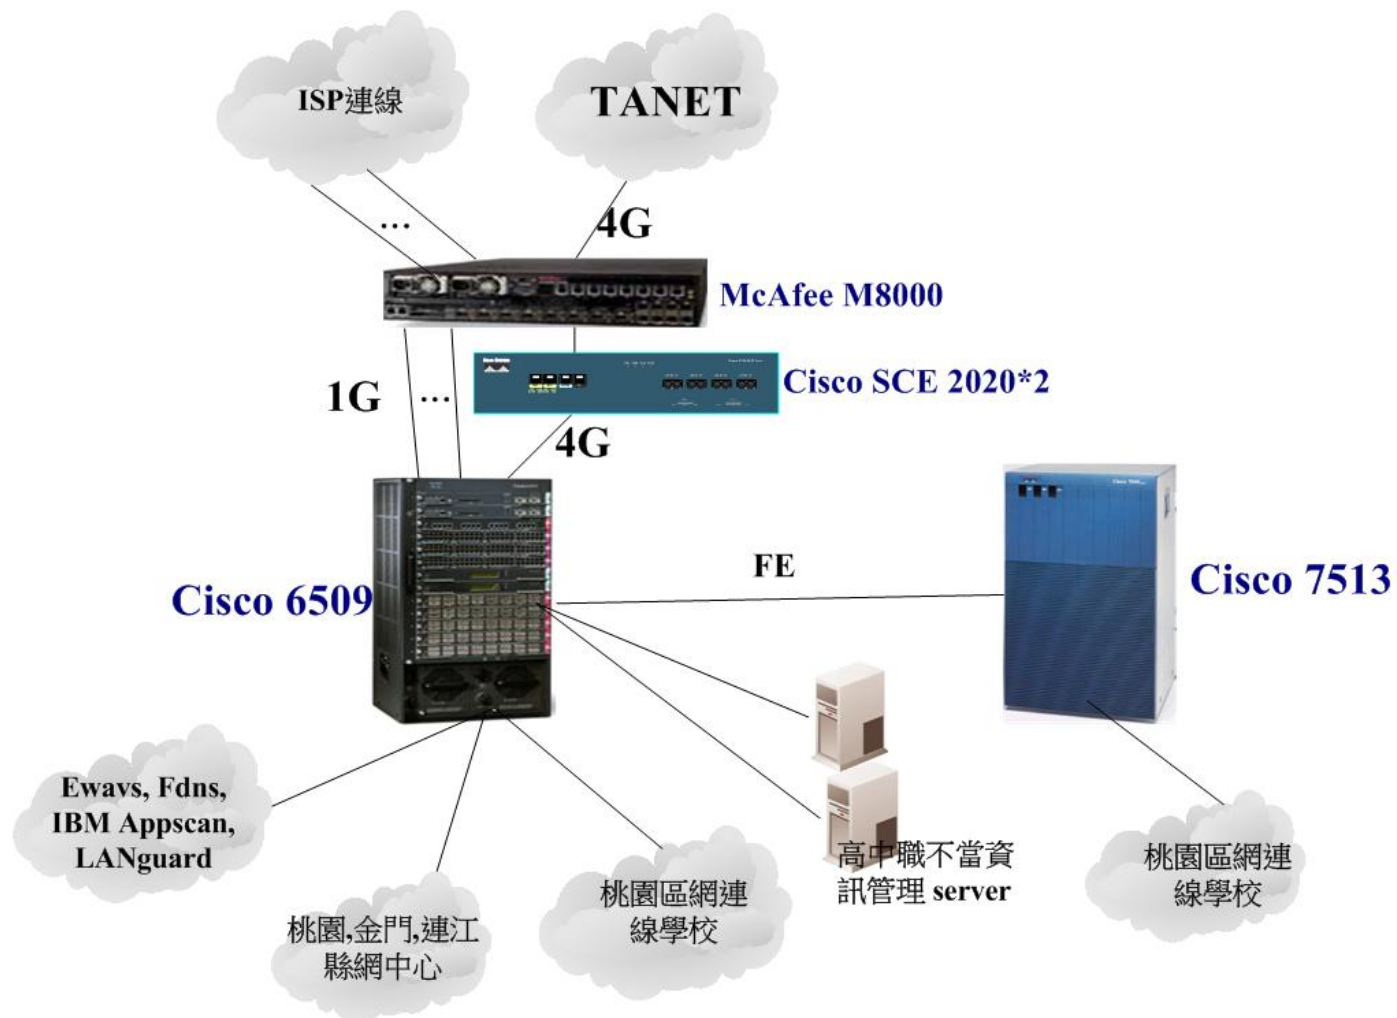 ISP連線
TANET
...
4G
McAfee M8000
Cisco SCE 2020*2
1G
...
4G
Cisco 6509
FE
Cisco 7513
Ewavs, Fdns,
IBM Appscan,
LANguard
桃園,金門,連江
縣網中心
桃園區網連
線學校
高中職不當資
訊管理 server
桃園區網連
線學校